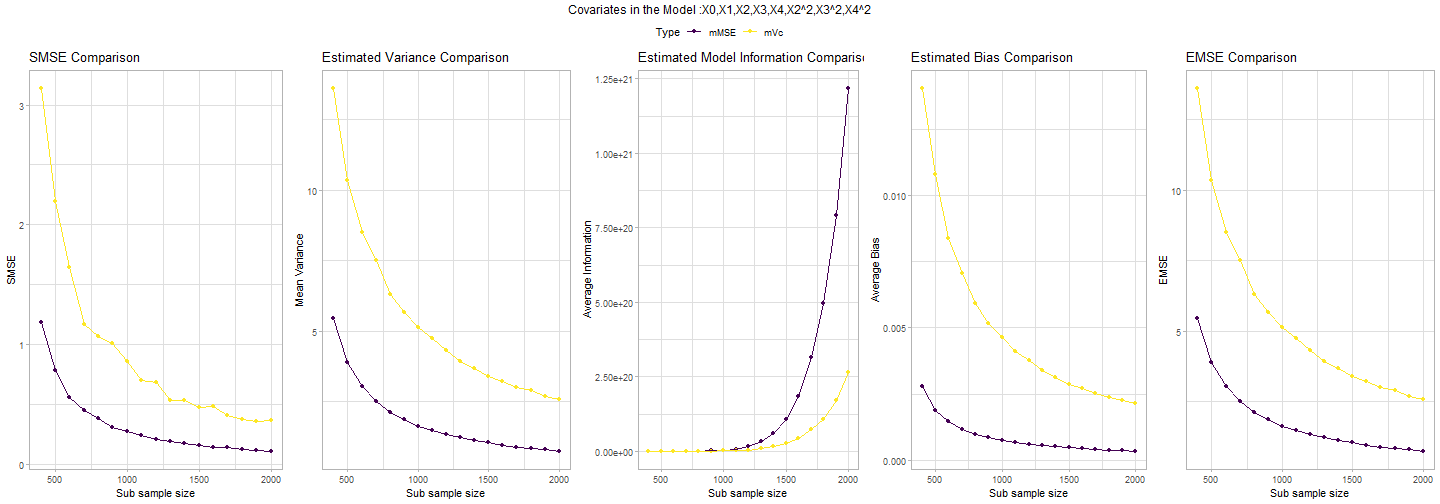 Covariates in the Model :X0,X1,X2,X3,X4,X2^2,X3^2,X4^2
Type mMSE mVc
SMSE Comparison
SMSE
3
2
1
0
500 1000 1500 2000
Sub sample size
Estimated Variance Comparison
Mean Variance
10
5
500 1000 1500 2000
Sub sample size
Estimated Model Information Comparis
Average Information
1.25e+21
1.00e+21
7.50e+20
5.00e+20
2.50e+20
0.00e+00
500 1000 1500 2000
Sub sample size
Estimated Bias Comparison
Average Bias
0.010
0.005
0.000
500 1000 1500 2000
Sub sample size
EMSE Comparison
EMSE
10
5
500 1000 1500 2000
Sub sample size